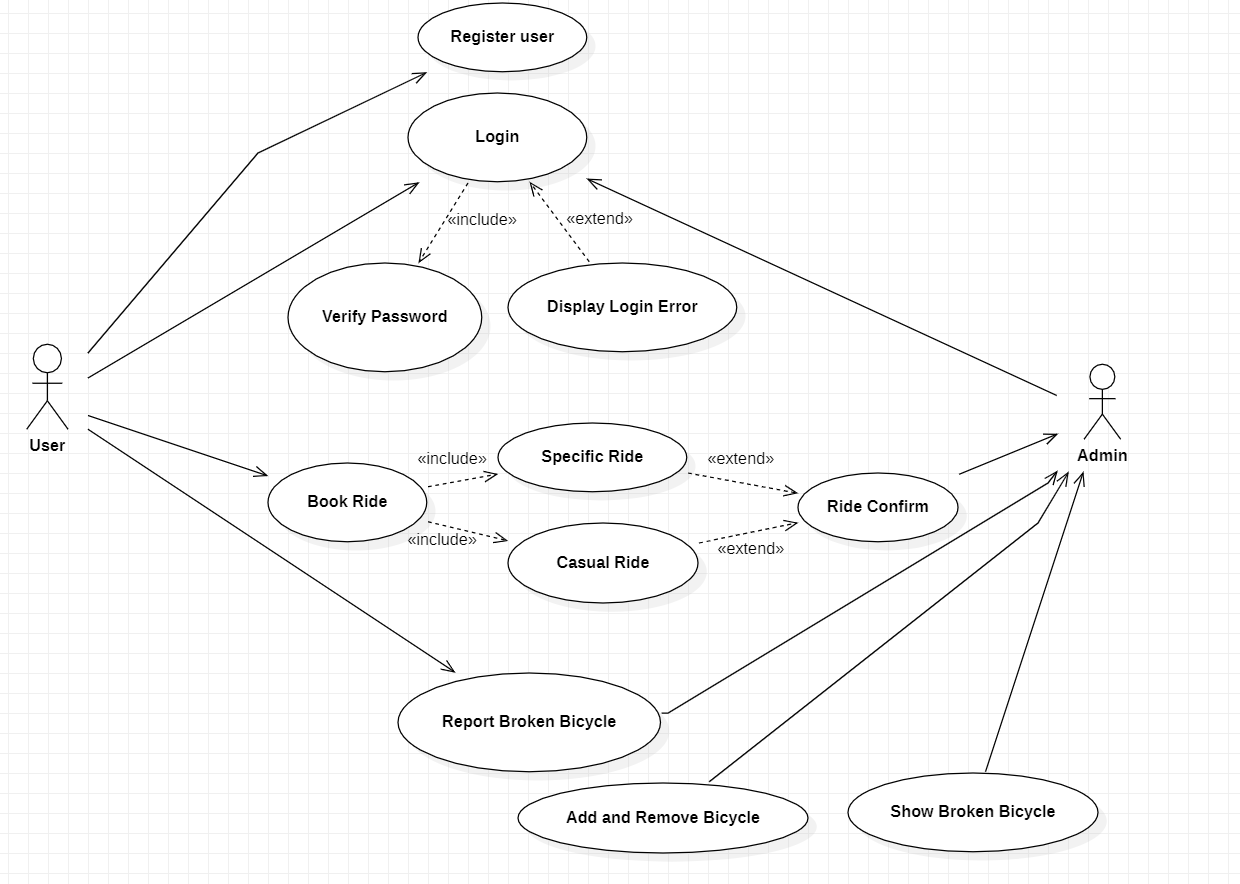 Register user
Login
«include»
«extend»
Verify Password
Display Login Error
User
Admin
«include»
Specific Ride
«extend»
Book Ride
Ride Confirm
«include»
Casual Ride
«extend»
Report Broken Bicycle
Add and Remove Bicycle
Show Broken Bicycle